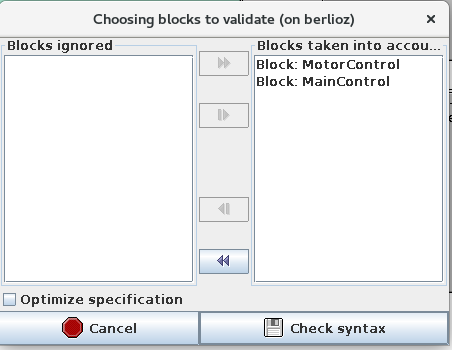 Choosing blocks to validate (on berlioz)
Blocks ignored
Blocks taken into accou...
Block: MotorControl
Block: MainControl
Optimize specification
Cancel
Check syntax